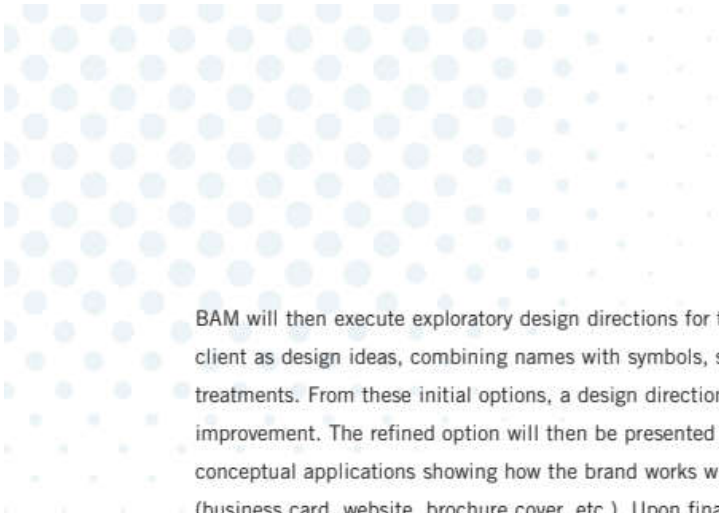 BAM will then execute exploratory design directions for
client as design ideas, combining names with symbols,
treatments. From these initial options, a design direction
improvement. The refined option will then be presented
conceptual applications showing how the brand works
(business card, website, brochure cover, etc.). Upon